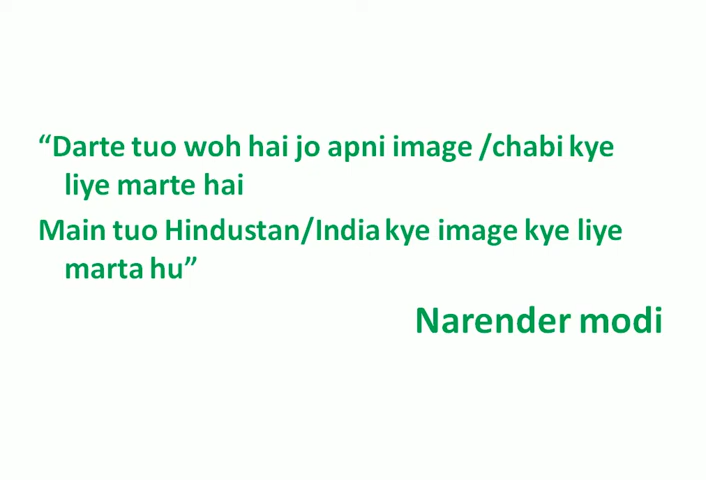 “Darte tuo woh hai jo apni image /chabi kye
liye marte hai
Main tuo Hindustan/India kye image kye liye
marta hu”
Narender modi